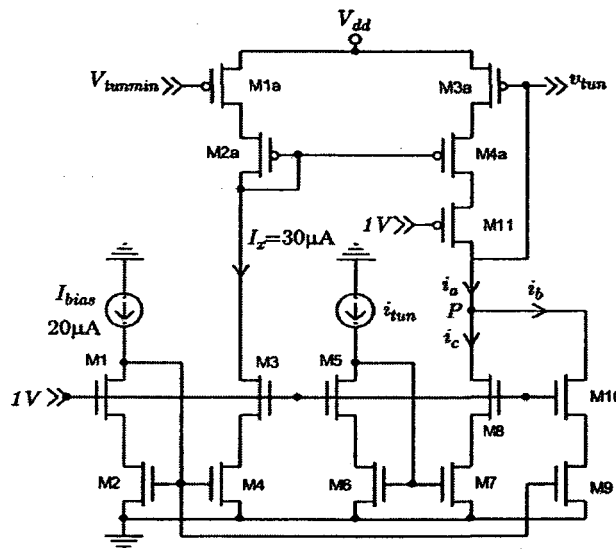 V_dd
V_tunmin
M1a
M3a
v_tun
M2a
M4a
1V
M11
I_x=30μA
I_bias
20μA
i_tun
i_a
P
i_b
i_c
M1
M3
M5
M10
1V
M8
M2
M4
M6
M7
M9